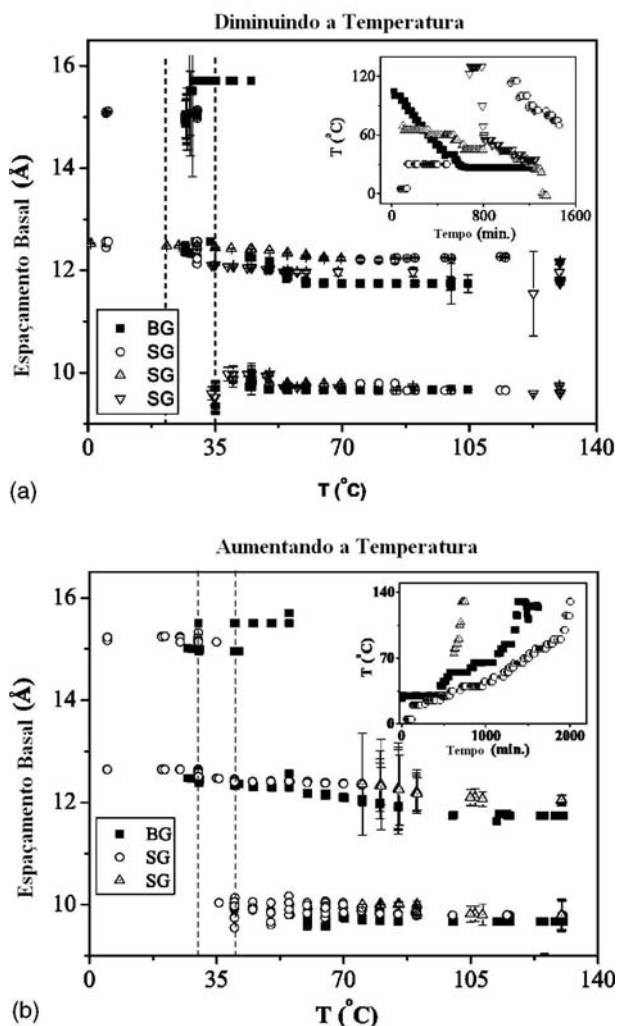 Diminuindo a Temperatura
16
14
12
10
Espaçamento Basal (Å)
BG
SG
SG
SG
120
60
0
T (°C)
0
800
1600
Tempo (min.)
0
35
70
105
140
(a)
T (°C)
Aumentando a Temperatura
16
14
12
10
Espaçamento Basal (Å)
BG
SG
SG
140
70
0
T (°C)
0
1000
2000
Tempo (min.)
0
35
70
105
140
(b)
T (°C)